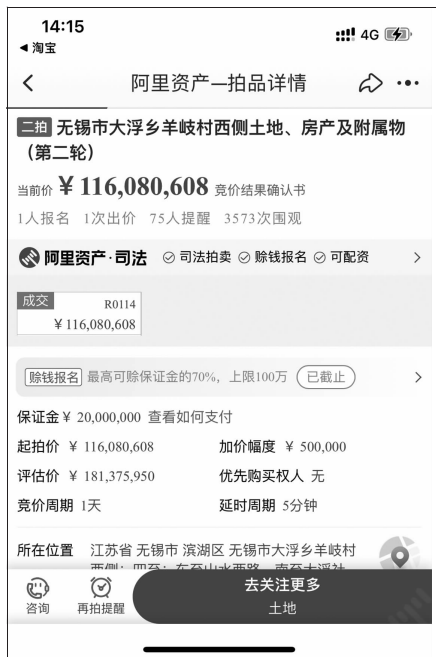 14:15
4G
淘宝
阿里资产—拍品详情
二拍 无锡市大浮乡羊岐村西侧土地、房产及附属物
（第二轮）
当前价 ¥116,080,608 竞价结果确认书
1人报名 1次出价 75人提醒 3573次围观
阿里资产·司法 司法拍卖 赊钱报名 可配资
成交 R0114
¥116,080,608
赊钱报名 最高可赊保证金的70%，上限100万 已截止
保证金 ¥ 20,000,000 查看如何支付
起拍价 ¥ 116,080,608 加价幅度 ¥ 500,000
评估价 ¥ 181,375,950 优先购买权人 无
竞价周期 1天 延时周期 5分钟
所在位置 江苏省 无锡市 滨湖区 无锡市大浮乡羊岐村
咨询 再拍提醒 去关注更多
土地